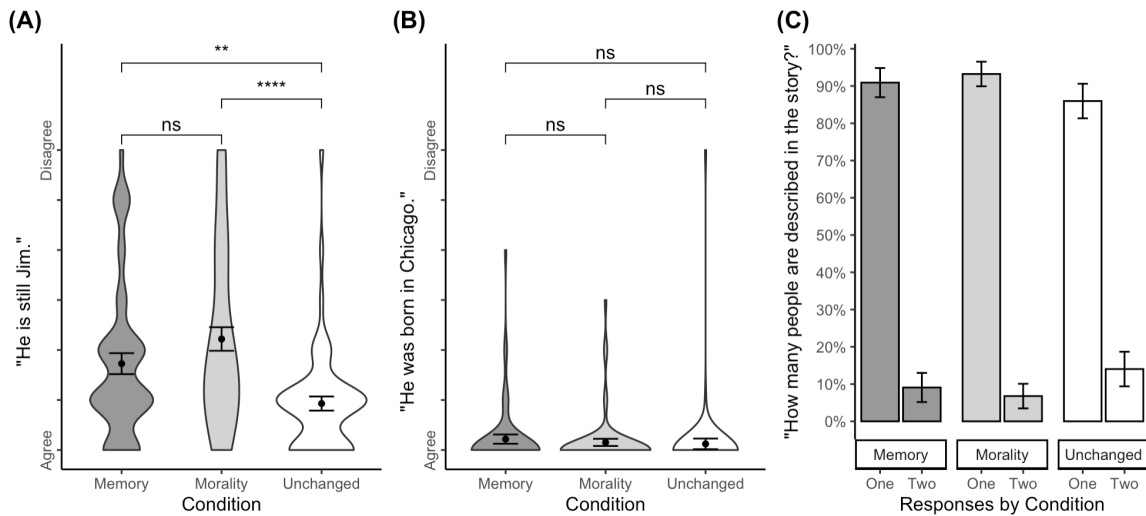 (A)
"He is still Jim."
Disagree
Agree
**
****
ns
Memory
Morality
Unchanged
Condition
(B)
"He was born in Chicago."
Disagree
Agree
ns
ns
ns
Memory
Morality
Unchanged
Condition
(C)
"How many people are described in the story?"
100%
90%
80%
70%
60%
50%
40%
30%
20%
10%
0%
Memory
Morality
Unchanged
One
Two
One
Two
One
Two
Responses by Condition